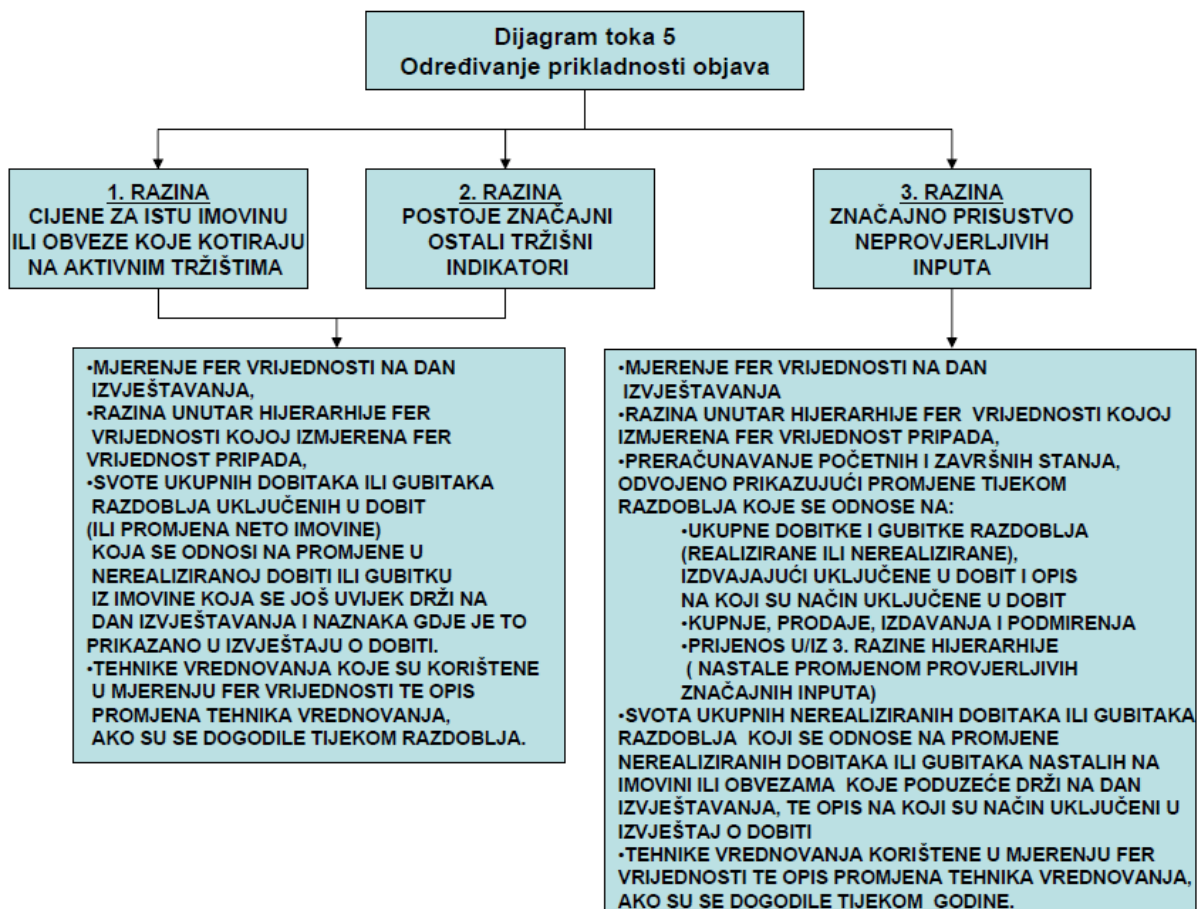 Dijagram toka 5
Određivanje prikladnosti objava
1. RAZINA
CIJENE ZA ISTU IMOVINU
ILI OBVEZE KOJE KOTIRAJU
NA AKTIVNIM TRŽIŠTIMA
2. RAZINA
POSTOJE ZNAČAJNI
OSTALI TRŽIŠNI
INDIKATORI
3. RAZINA
ZNAČAJNO PRISUSTVO
NEPROVJERLJIVIH
INPUTA
•MJERENJE FER VRIJEDNOSTI NA DAN
IZVJEŠTAVANJA,
•RAZINA UNUTAR HIJERARHIJE FER
VRIJEDNOSTI KOJOJ IZMJERENA FER
VRIJEDNOST PRIPADA,
•SVOTE UKUPNIH DOBITAKA ILI GUBITAKA
RAZDOBLJA UKLJUČENIH U DOBIT
(ILI PROMJENA NETO IMOVINE)
KOJA SE ODNOSI NA PROMJENE U
NEREALIZIRANOJ DOBITI ILI GUBITKU
IZ IMOVINE KOJA SE JOŠ UVIJEK DRŽI NA
DAN IZVJEŠTAVANJA I NAZNAKA GDJE JE TO
PRIKAZANO U IZVJEŠTAJU O DOBITI.
•TEHNIKE VREDNOVANJA KOJE SU KORIŠTENE
U MJERENJU FER VRIJEDNOSTI TE OPIS
PROMJENA TEHNIKA VREDNOVANJA,
AKO SU SE DOGODILE TIJEKOM RAZDOBLJA.
•MJERENJE FER VRIJEDNOSTI NA DAN
IZVJEŠTAVANJA
•RAZINA UNUTAR HIJERARHIJE FER VRIJEDNOSTI KOJOJ
IZMJERENA FER VRIJEDNOST PRIPADA,
•PRERAČUNAVANJE POČETNIH I ZAVRŠNIH STANJA,
ODVOJENO PRIKAZUJUĆI PROMJENE TIJEKOM
RAZDOBLJA KOJE SE ODNOSE NA:
•UKUPNE DOBITKE I GUBITKE RAZDOBLJA
(REALIZIRANE ILI NEREALIZIRANE),
IZDVAJAJUĆI UKLJUČENE U DOBIT I OPIS
NA KOJI SU NAČIN UKLJUČENE U DOBIT
•KUPNJE, PRODAJE, IZDAVANJA I PODMIRENJA
•PRIJENOS U/IZ 3. RAZINE HIJERARHIJE
( NASTALE PROMJENOM PROVJERLJIVIH
ZNAČAJNIH INPUTA)
•SVOTA UKUPNIH NEREALIZIRANIH DOBITAKA ILI GUBITAKA
RAZDOBLJA KOJI SE ODNOSE NA PROMJENE
NEREALIZIRANIH DOBITAKA ILI GUBITAKA NASTALIH NA
IMOVINI ILI OBVEZAMA KOJE PODUZEĆE DRŽI NA DAN
IZVJEŠTAVANJA, TE OPIS NA KOJI SU NAČIN UKLJUČENI U
IZVJEŠTAJ O DOBITI
•TEHNIKE VREDNOVANJA KORIŠTENE U MJERENJU FER
VRIJEDNOSTI TE OPIS PROMJENA TEHNIKA VREDNOVANJA,
AKO SU SE DOGODILE TIJEKOM GODINE.